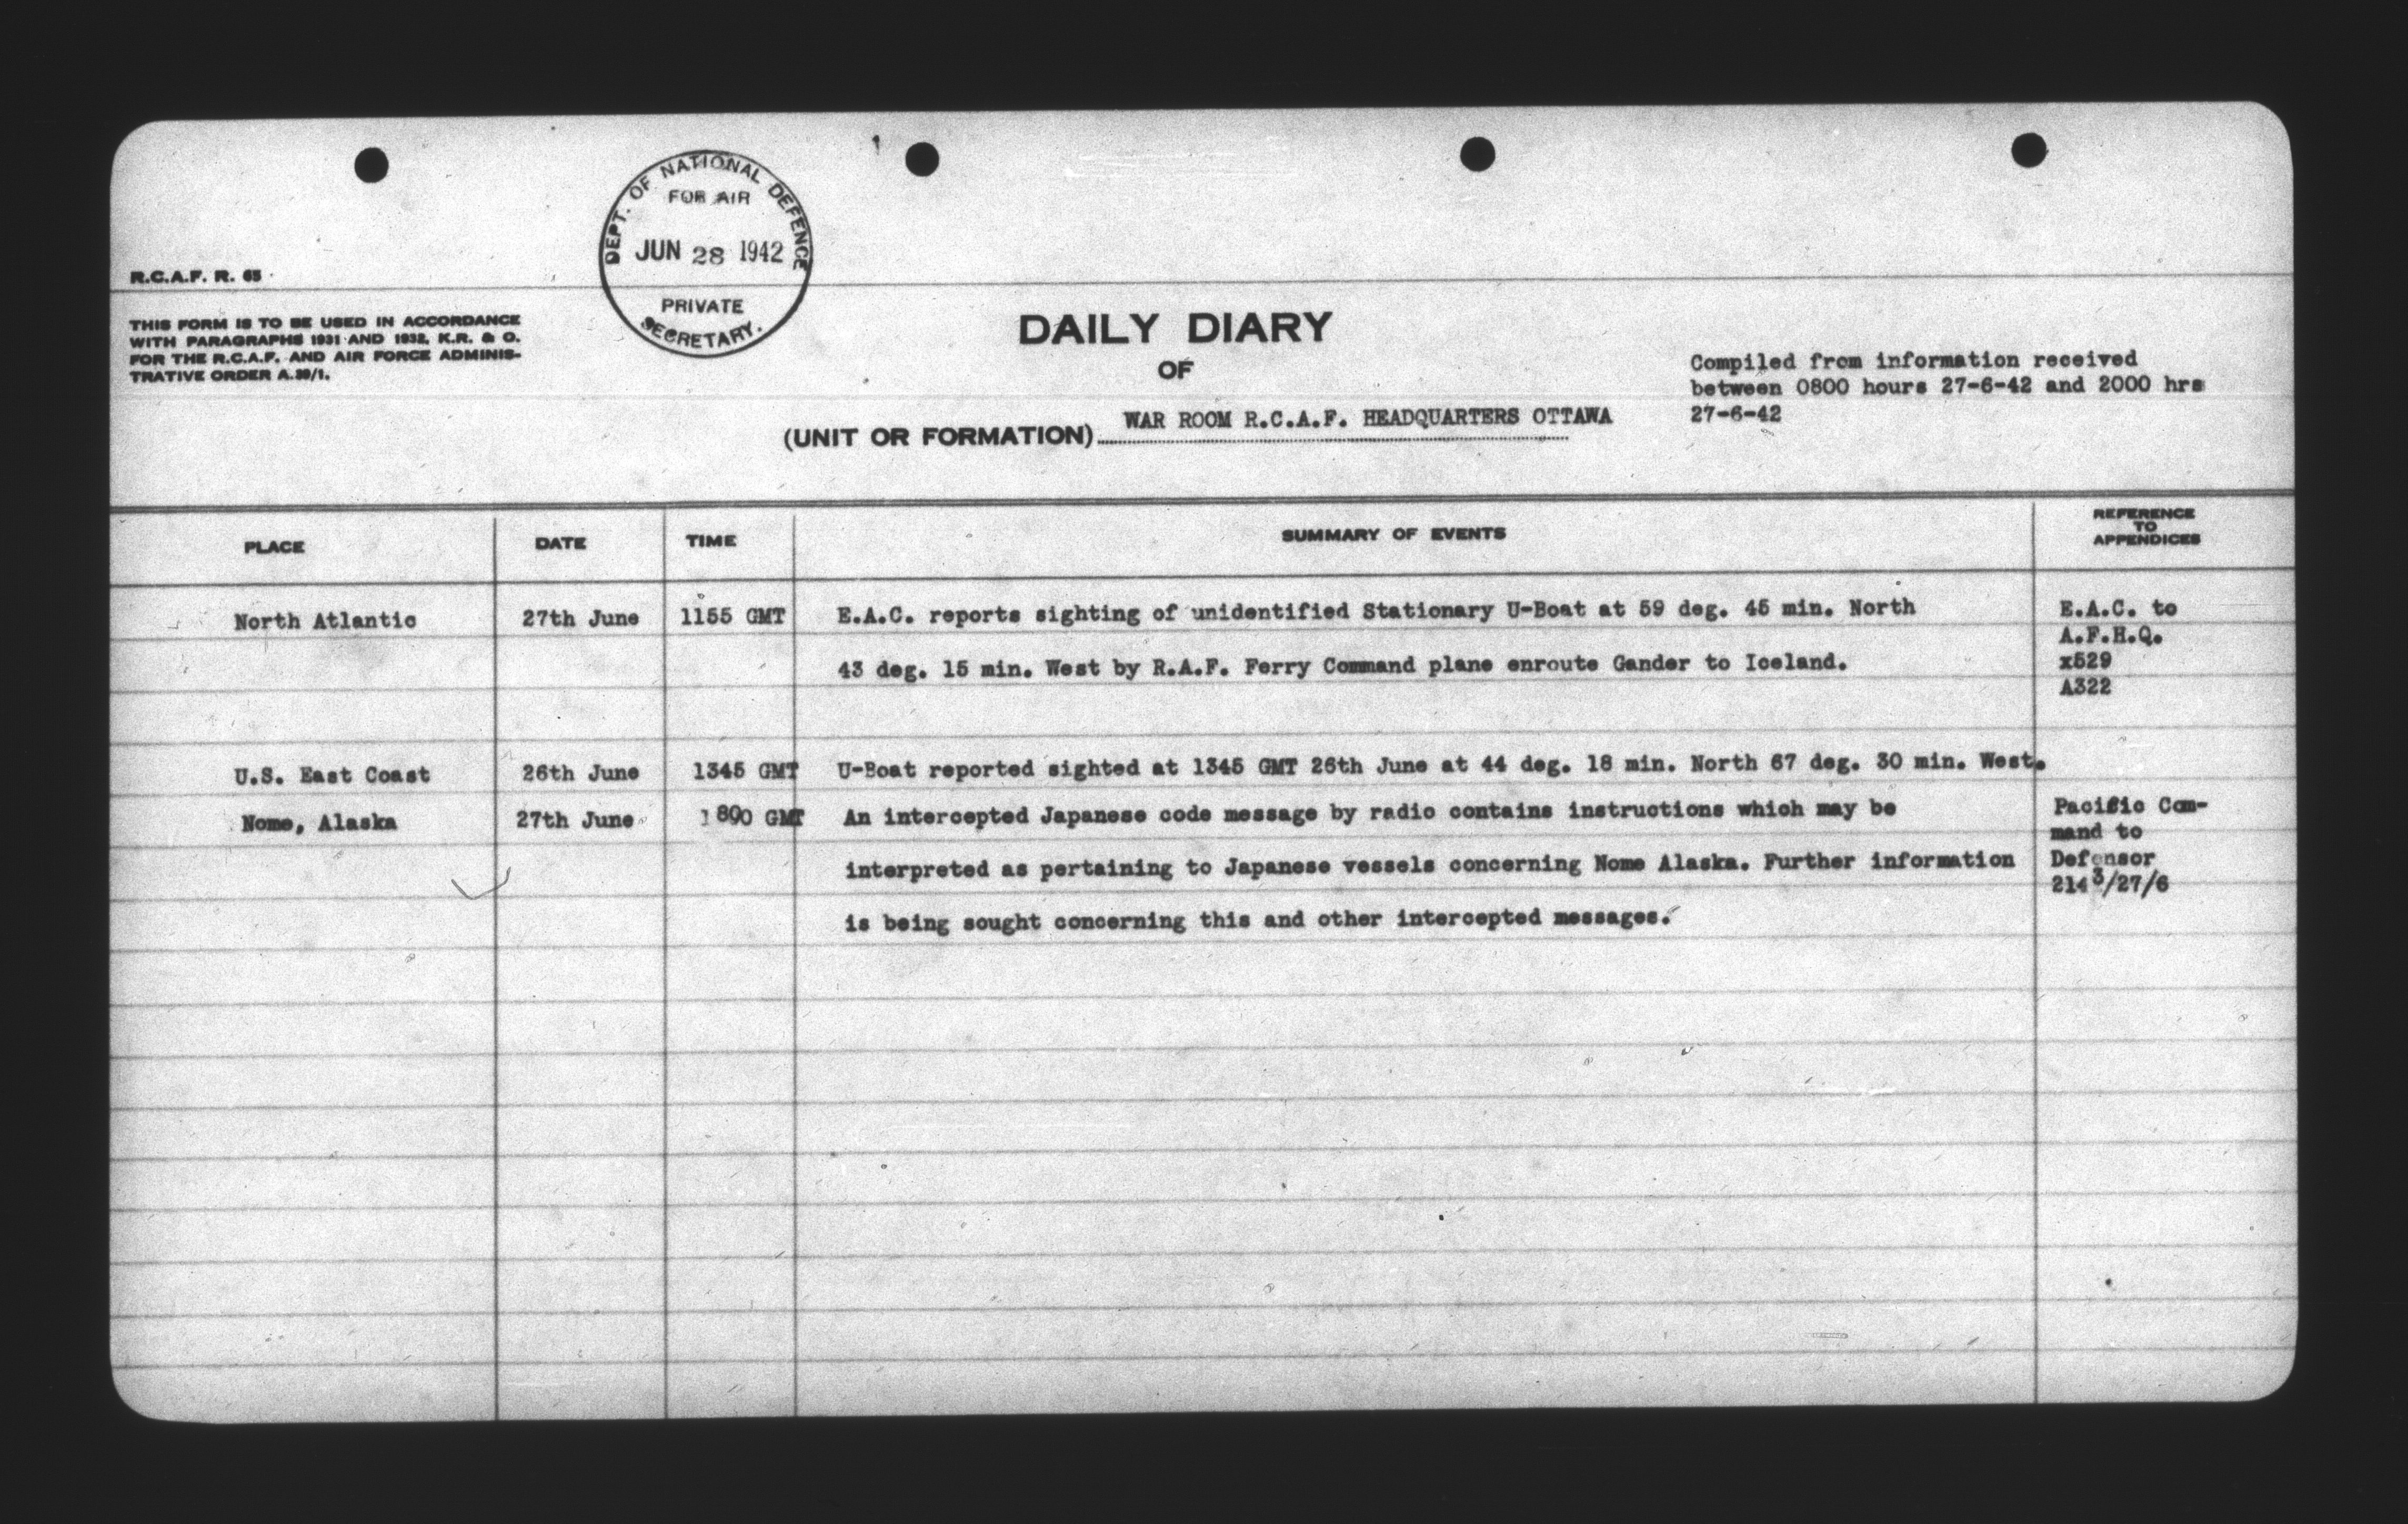 R.C.A.F. R. 65
THIS FORM IS TO BE USED IN ACCORDANCE
WITH PARAGRAPHS 1931 AND 1932, K.R. & O.
FOR THE R.C.A.F. AND AIR FORCE ADMINIS-
TRATIVE ORDER A.39/1.
DEPT. OF NATIONAL DEFENCE
FOR AIR
JUN 28 1942
PRIVATE
SECRETARY.
DAILY DIARY
OF
(UNIT OR FORMATION) WAR ROOM R.C.A.F. HEADQUARTERS OTTAWA
Compiled from information received
between 0800 hours 27-6-42 and 2000 hrs
27-6-42
PLACE DATE TIME SUMMARY OF EVENTS REFERENCE
TO
APPENDICES
North Atlantic 27th June 1155 GMT E.A.C. reports sighting of unidentified Stationary U-Boat at 59 deg. 45 min. North E.A.C. to
A.F.H.Q.
43 deg. 15 min. West by R.A.F. Ferry Command plane enroute Gander to Iceland. x529
A322
U.S. East Coast 26th June 1345 GMT U-Boat reported sighted at 1345 GMT 26th June at 44 deg. 18 min. North 67 deg. 30 min. West.
Nome, Alaska 27th June GMT An intercepted Japanese code message by radio contains instructions which may be Pacific Com-
mand to
interpreted as pertaining to Japanese vessels concerning Nome Alaska. Further information Defensor
2143/27/6
is being sought concerning this and other intercepted messages.